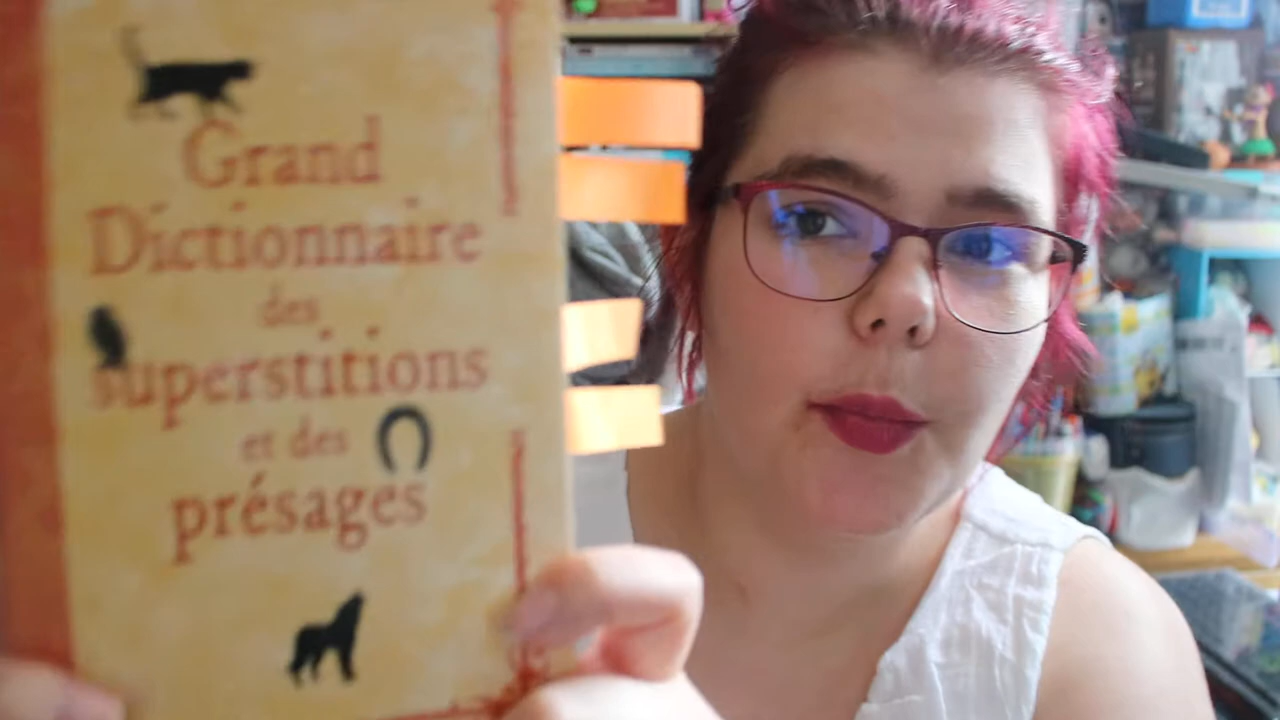 Grand
Dictionnaire
des
superstitions
et des
présages